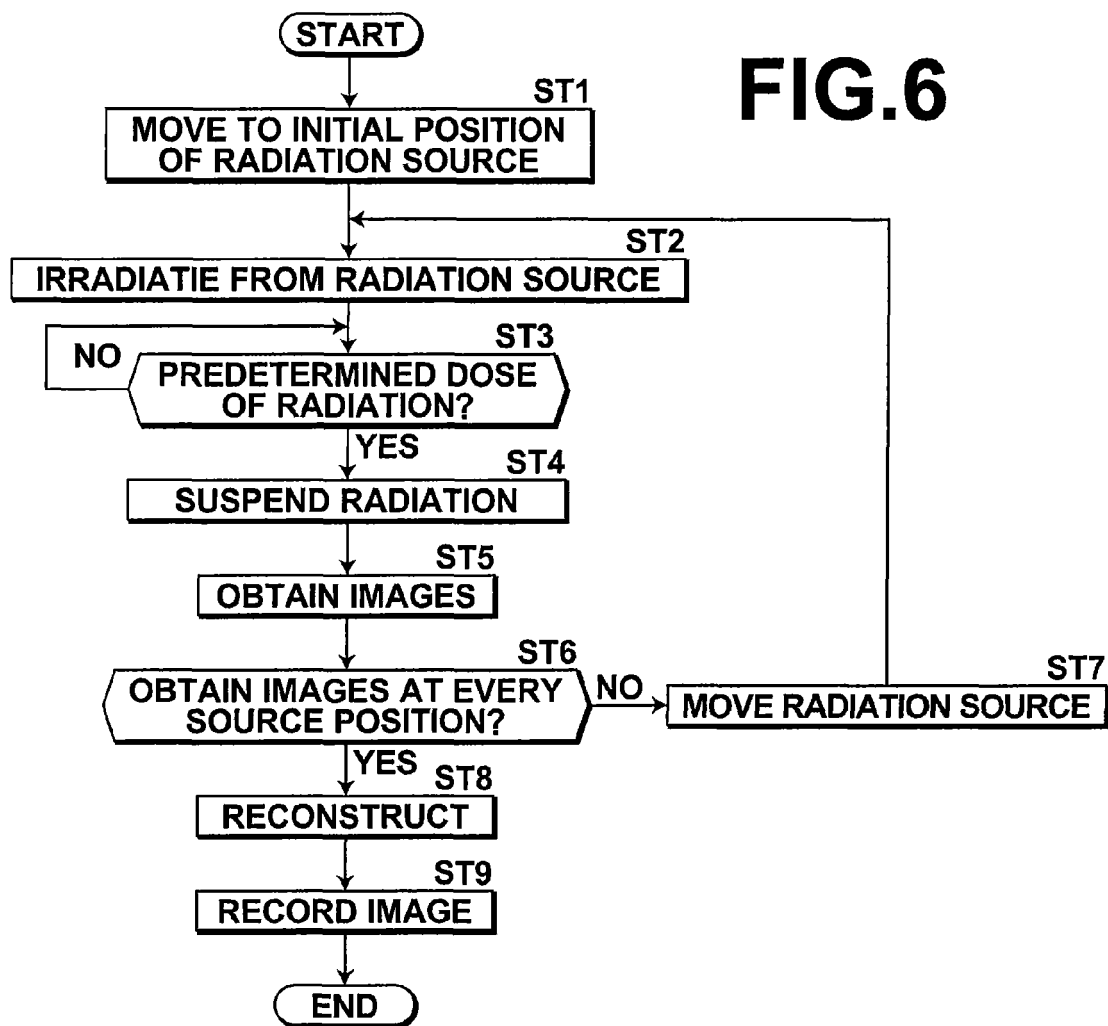 START
FIG.6
ST1
MOVE TO INITIAL POSITION
OF RADIATION SOURCE
ST2
IRRADIATIE FROM RADIATION SOURCE
ST3
NO
PREDETERMINED DOSE
OF RADIATION?
YES
ST4
SUSPEND RADIATION
ST5
OBTAIN IMAGES
ST6
OBTAIN IMAGES AT EVERY
SOURCE POSITION?
NO
ST7
MOVE RADIATION SOURCE
YES
ST8
RECONSTRUCT
ST9
RECORD IMAGE
END